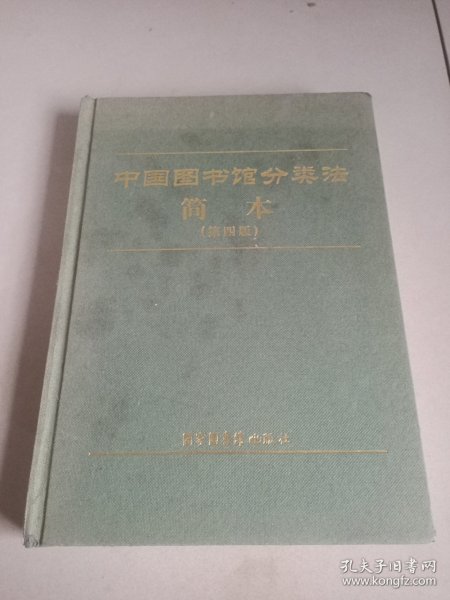 中国图书馆分类法
简 本
(第四版)
国家图书馆出版社
孔夫子旧书网
www.kongfz.com